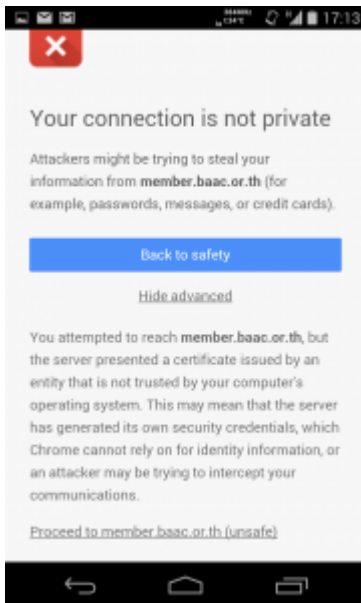 17:13
Your connection is not private
Attackers might be trying to steal your
information from member.baac.or.th (for
example, passwords, messages, or credit cards).
Back to safety
Hide advanced
You attempted to reach member.baac.or.th, but
the server presented a certificate issued by an
entity that is not trusted by your computer's
operating system. This may mean that the server
has generated its own security credentials, which
Chrome cannot rely on for identity information, or
an attacker may be trying to intercept your
communications.
Proceed to member.baac.or.th (unsafe)